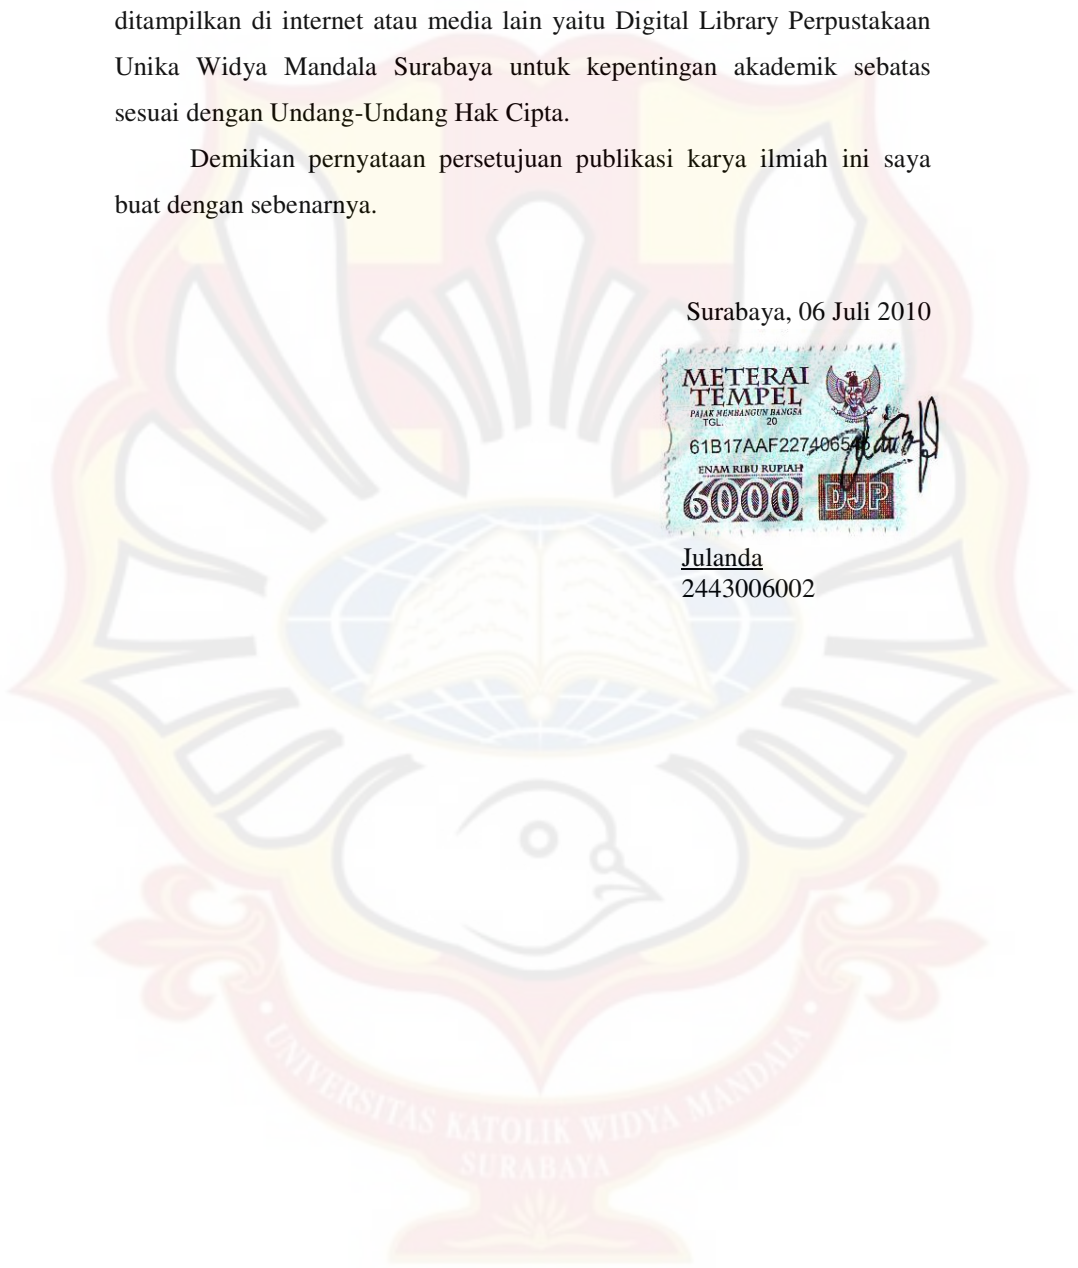 ditampilkan di internet atau media lain yaitu Digital Library Perpustakaan
Unika Widya Mandala Surabaya untuk kepentingan akademik sebatas
sesuai dengan Undang-Undang Hak Cipta.
Demikian pernyataan persetujuan publikasi karya ilmiah ini saya
buat dengan sebenarnya.
Surabaya, 06 Juli 2010
METERAI
TEMPEL
PAJAK MEMBANGUN BANGSA
TGL. 20
61B17AAF227406545
ENAM RIBU RUPIAH
6000 DJP
Julanda
2443006002
UNIVERSITAS KATOLIK WIDYA MANDALA
SURABAYA